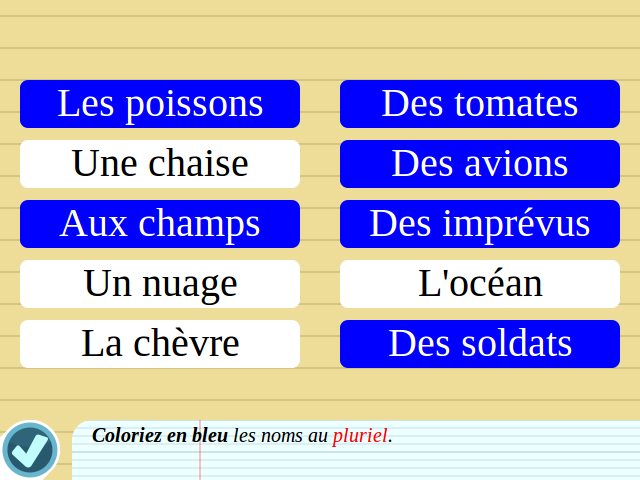 Les poissons
Des tomates
Une chaise
Des avions
Aux champs
Des imprévus
Un nuage
L'océan
La chèvre
Des soldats
Coloriez en bleu les noms au pluriel.